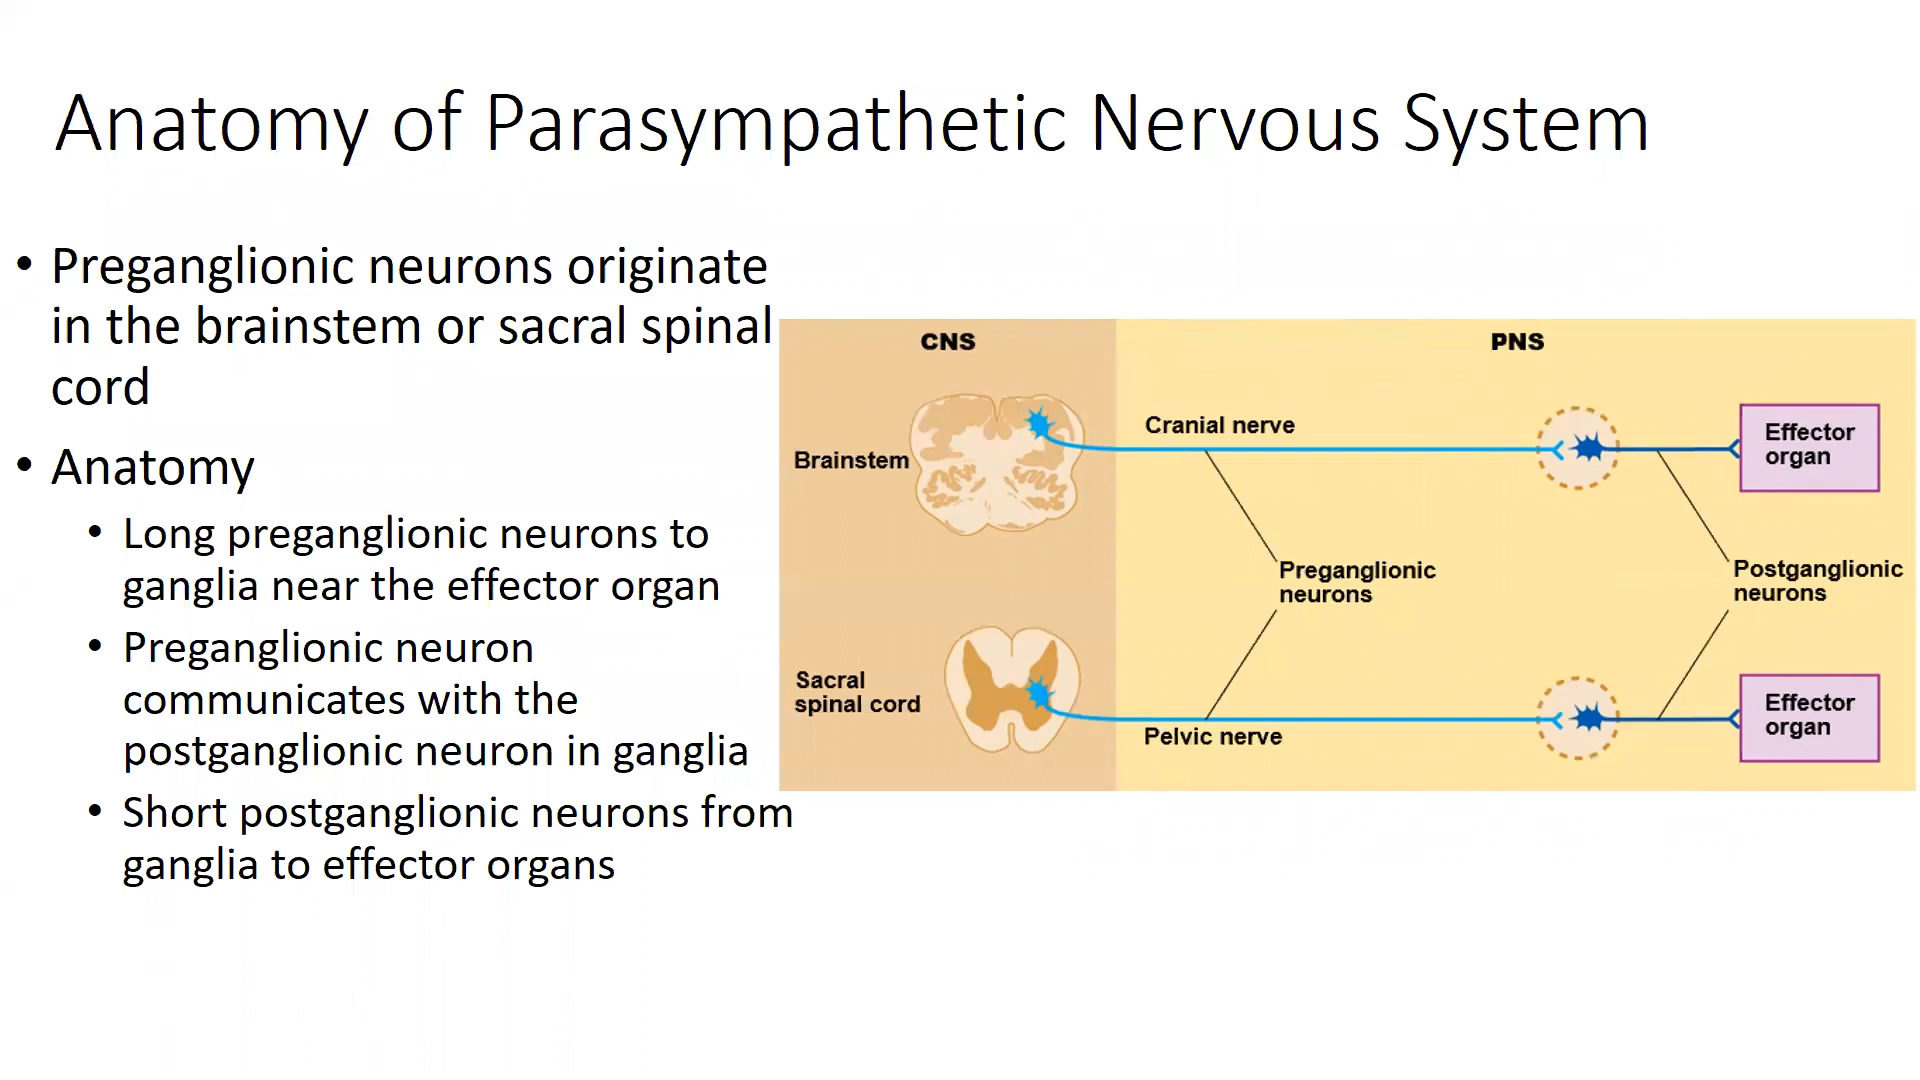 Anatomy of Parasympathetic Nervous System
• Preganglionic neurons originate
in the brainstem or sacral spinal
cord
• Anatomy
• Long preganglionic neurons to
ganglia near the effector organ
• Preganglionic neuron
communicates with the
postganglionic neuron in ganglia
• Short postganglionic neurons from
ganglia to effector organs
CNS
PNS
Brainstem
Cranial nerve
Effector
organ
Preganglionic
neurons
Postganglionic
neurons
Sacral
spinal cord
Pelvic nerve
Effector
organ